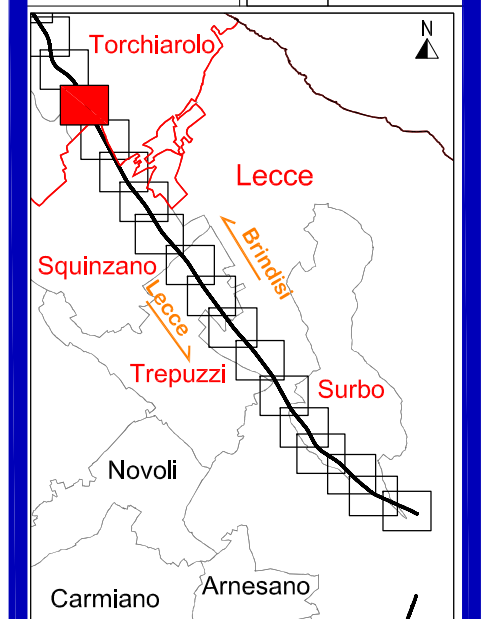 N
Torchiarolo
Lecce
Brindisi
Squinzano
Lecce
Trepuzzi
Surbo
Novoli
Arnesano
Carmiano